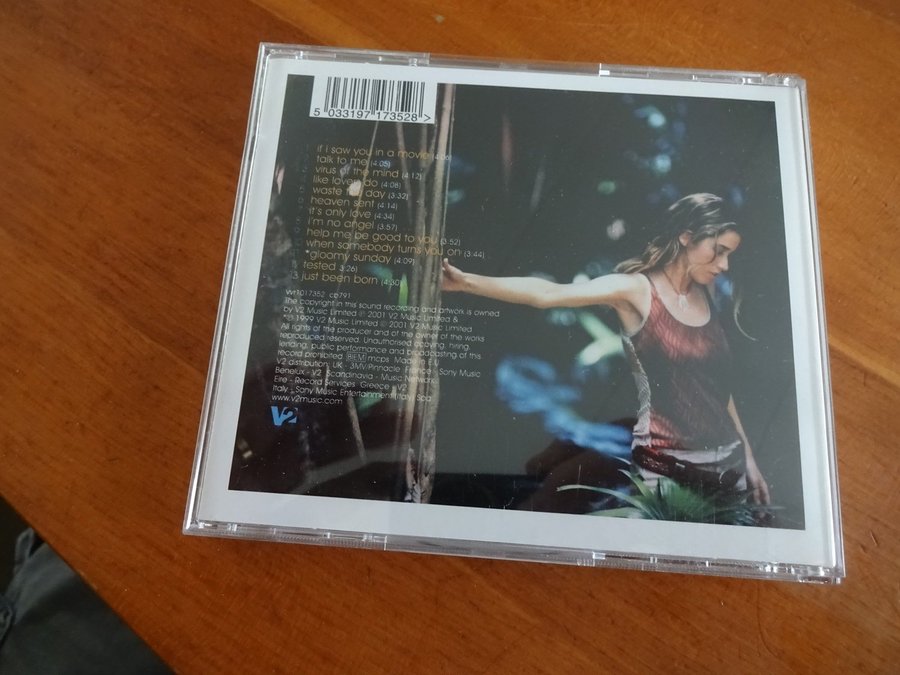 5 033197 173528 >
if i saw you in a movie (4:06)
talk to me (4:05)
virus of the mind (4:12)
like lovers do (4:08)
waste the day (3:32)
heaven sent (4:14)
it's only love (4:34)
i'm no angel (3:57)
help me be good to you (3:52)
when somebody turns you on (3:44)
*gloomy sunday (4:09)
tested 3:26)
13 just been born (4:30)
vvr1017352 cb791
The copyright in this sound recording and artwork is owned
by V2 Music Limited ℗ 2001 V2 Music Limited &
*℗ 1999 V2 Music Limited © 2001 V2 Music Limited
All rights of the producer and of the owner of the works
reproduced reserved. Unauthorised copying, hiring,
lending, public performance and broadcasting of this
record prohibited. BIEM mcps Made in E.U.
V2 distribution: UK - 3MV/Pinnacle France - Sony Music
Benelux - V2 Scandinavia - Music Network
Eire - Record Services Greece - V2
Italy - Sony Music Entertainment (Italy) Spa
www.v2music.com
V2